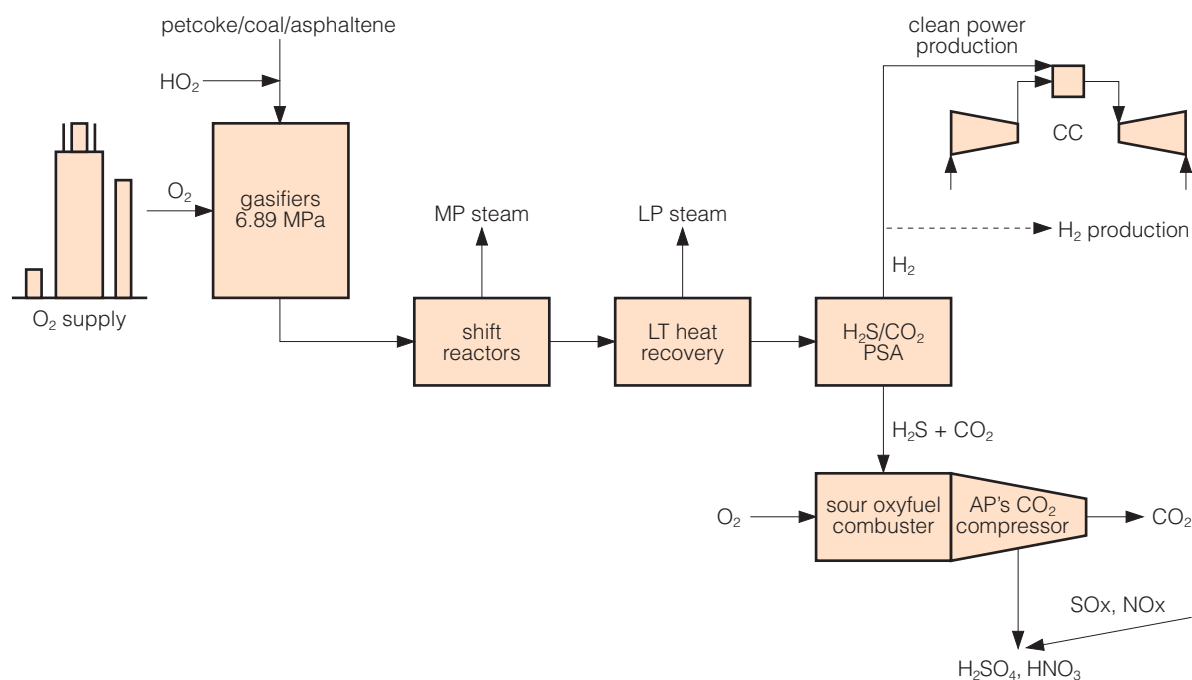 petcoke/coal/asphaltene
HO₂
O₂
gasifiers
6.89 MPa
O₂ supply
MP steam
LP steam
shift
reactors
LT heat
recovery
H₂S/CO₂
PSA
clean power
production
CC
H₂ production
H₂
H₂S + CO₂
O₂
sour oxyfuel
combuster
AP's CO₂
compressor
CO₂
SOx, NOx
H₂SO₄, HNO₃